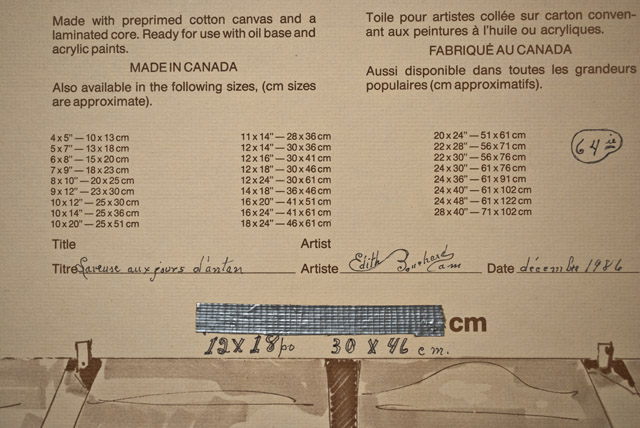 Made with preprimed cotton canvas and a
laminated core. Ready for use with oil base and
acrylic paints.
MADE IN CANADA
Also available in the following sizes, (cm sizes
are approximate).
Toile pour artistes collée sur carton conven-
ant aux peintures à l'huile ou acryliques.
FABRIQUÉ AU CANADA
Aussi disponible dans toutes les grandeurs
populaires (cm approximatifs).
4 x 5" — 10 x 13 cm
5 x 7" — 13 x 18 cm
6 x 8" — 15 x 20 cm
7 x 9" — 18 x 23 cm
8 x 10" — 20 x 25 cm
9 x 12" — 23 x 30 cm
10 x 12" — 25 x 30 cm
10 x 14" — 25 x 36 cm
10 x 20" — 25 x 51 cm
11 x 14" — 28 x 36 cm
12 x 14" — 30 x 36 cm
12 x 16" — 30 x 41 cm
12 x 18" — 30 x 46 cm
12 x 24" — 30 x 61 cm
14 x 18" — 36 x 46 cm
16 x 20" — 41 x 51 cm
16 x 24" — 41 x 61 cm
18 x 24" — 46 x 61 cm
20 x 24" — 51 x 61 cm
22 x 28" — 56 x 71 cm
22 x 30" — 56 x 76 cm
24 x 30" — 61 x 76 cm
24 x 36" — 61 x 91 cm
24 x 40" — 61 x 102 cm
24 x 48" — 61 x 122 cm
28 x 40" — 71 x 102 cm
64 ie
Title Artist
Titre Laveuse aux jours d'antan Artiste Edith Bouchard Date décembre 1986
cm
12 X 18 po 30 X 46 cm.